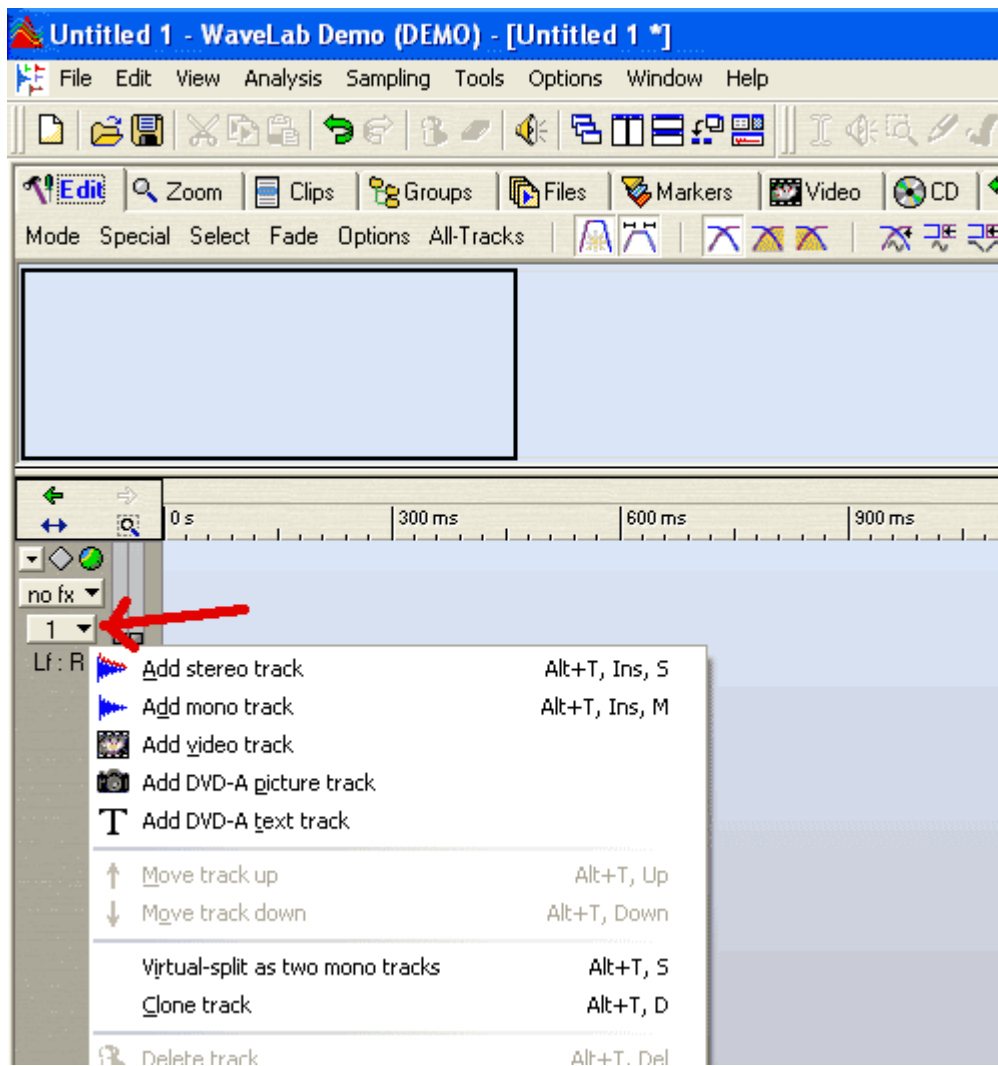 Untitled 1 - WaveLab Demo (DEMO) - [Untitled 1 *]
File Edit View Analysis Sampling Tools Options Window Help
Edit Zoom Clips Groups Files Markers Video CD
Mode Special Select Fade Options All-Tracks
0 s 300 ms 600 ms 900 ms
no fx
1
Lf : R
Add stereo track Alt+T, Ins, S
Add mono track Alt+T, Ins, M
Add video track
Add DVD-A picture track
T Add DVD-A text track
Move track up Alt+T, Up
Move track down Alt+T, Down
Virtual-split as two mono tracks Alt+T, S
Clone track Alt+T, D
Delete track Alt+T, Del